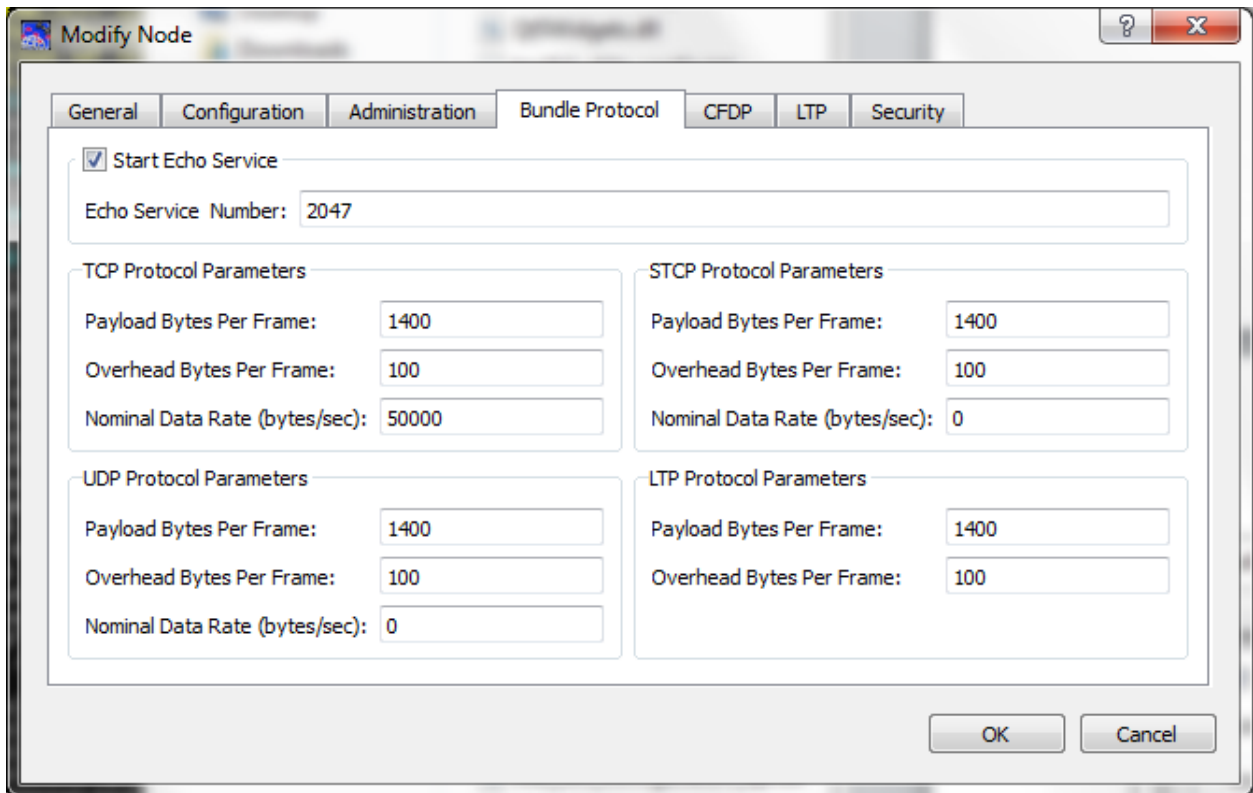 Modify Node
General Configuration Administration Bundle Protocol CFDP LTP Security
Start Echo Service
Echo Service Number: 2047
TCP Protocol Parameters
Payload Bytes Per Frame: 1400
Overhead Bytes Per Frame: 100
Nominal Data Rate (bytes/sec): 50000
STCP Protocol Parameters
Payload Bytes Per Frame: 1400
Overhead Bytes Per Frame: 100
Nominal Data Rate (bytes/sec): 0
UDP Protocol Parameters
Payload Bytes Per Frame: 1400
Overhead Bytes Per Frame: 100
Nominal Data Rate (bytes/sec): 0
LTP Protocol Parameters
Payload Bytes Per Frame: 1400
Overhead Bytes Per Frame: 100
OK Cancel